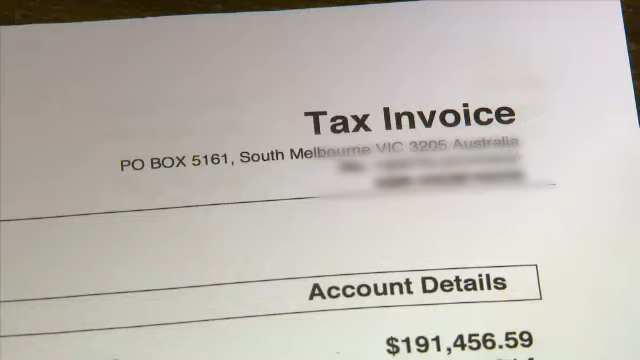 Tax Invoice
PO BOX 5161, South Melbourne VIC 3205 Australia
Account Details
$191,456.59